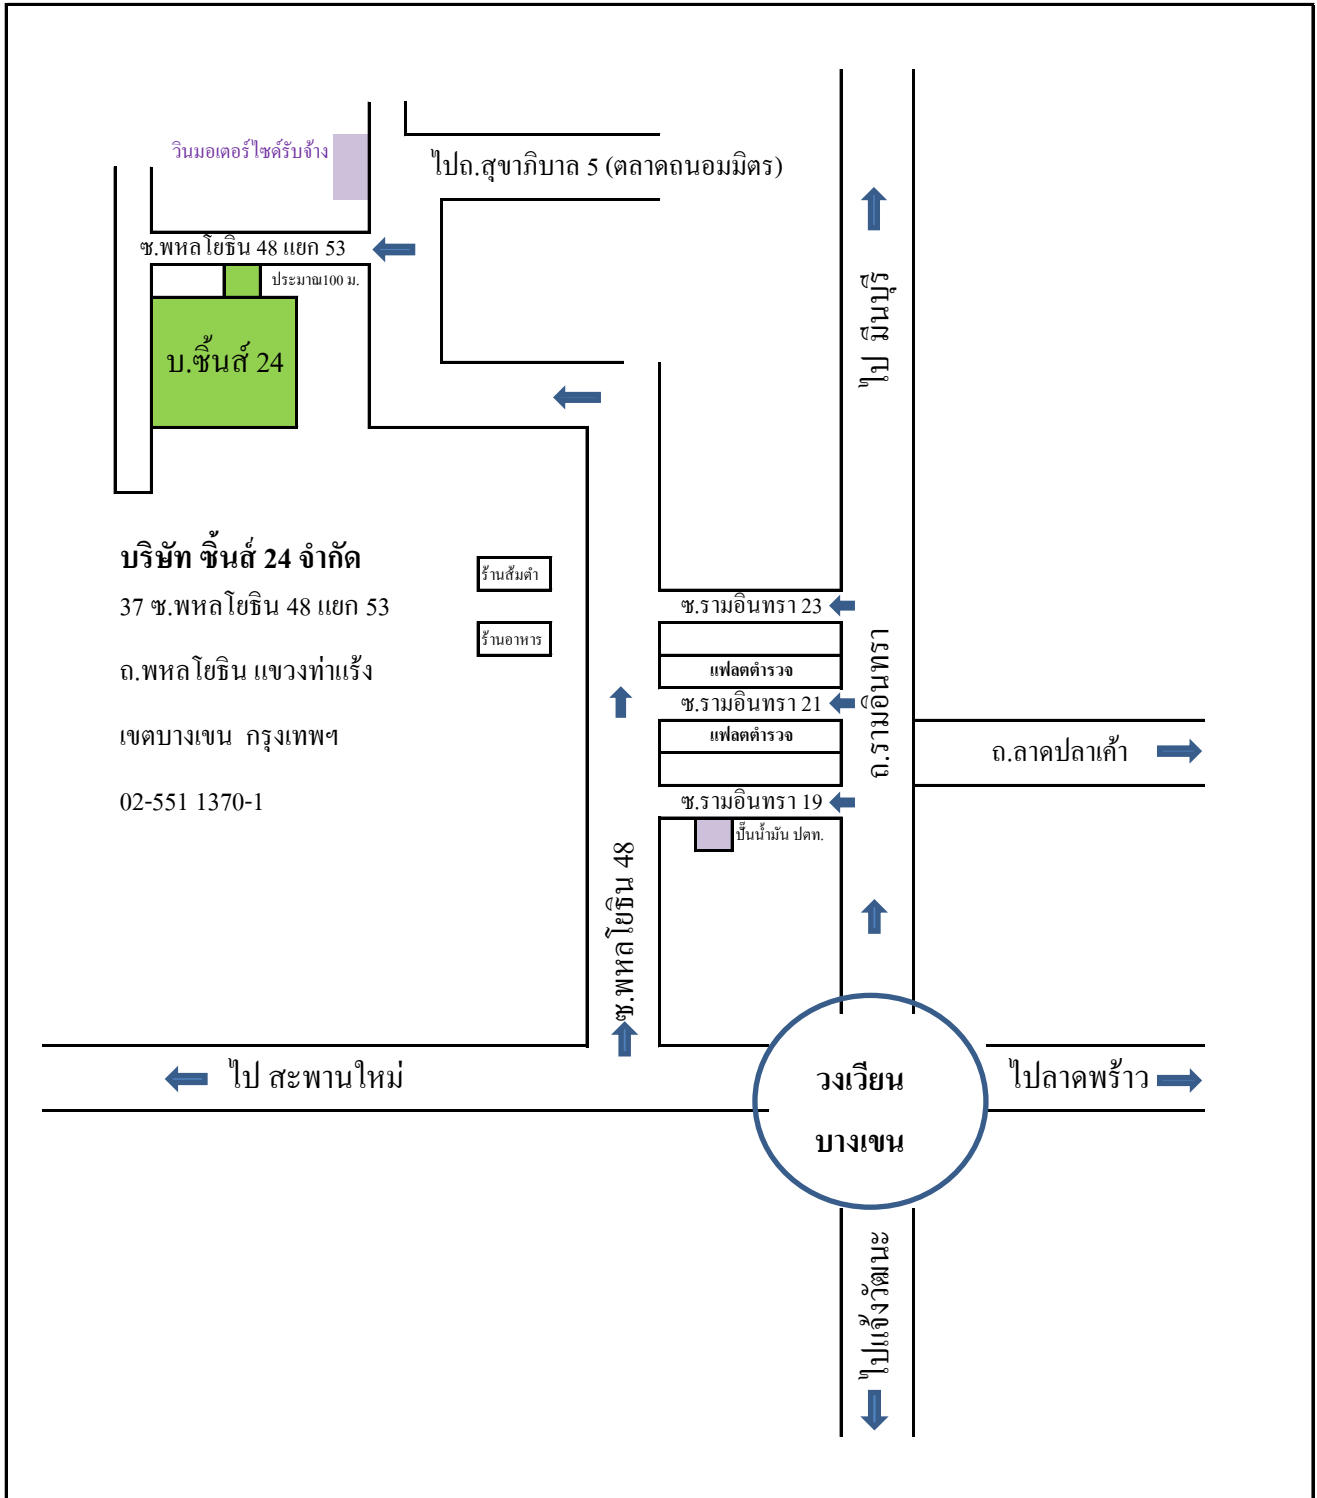 วินมอเตอร์ไซค์รับจ้าง
ไปถ.สุขาภิบาล 5 (ตลาดถนอมมิตร)
ซ.พหลโยธิน 48 แยก 53
ประมาณ100 ม.
บ.ซิ้นส์ 24
ไป มีนบุรี
บริษัท ซิ้นส์ 24 จำกัด
37 ซ.พหลโยธิน 48 แยก 53
ถ.พหลโยธิน แขวงท่าแร้ง
เขตบางเขน กรุงเทพฯ
02-551 1370-1
ร้านส้มตำ
ร้านอาหาร
ซ.รามอินทรา 23
แฟลตตำรวจ
ซ.รามอินทรา 21
แฟลตตำรวจ
ซ.รามอินทรา 19
ปั๊นน้ำมัน ปตท.
ถ.รามอินทรา
ถ.ลาดปลาเค้า
ซ.พหลโยธิน 48
ไป สะพานใหม่
วงเวียน
บางเขน
ไปลาดพร้าว
ไปแจ้งวัฒนะ